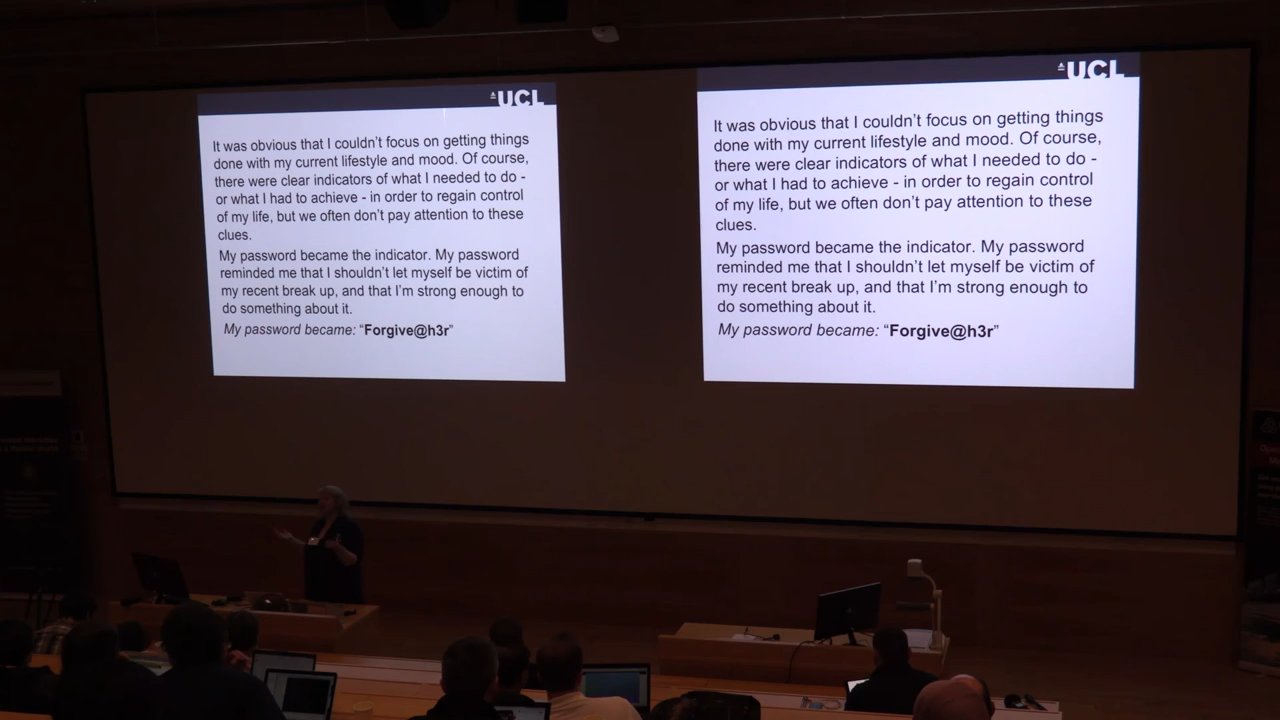 UCL
It was obvious that I couldn't focus on getting things
done with my current lifestyle and mood. Of course,
there were clear indicators of what I needed to do -
or what I had to achieve - in order to regain control
of my life, but we often don't pay attention to these
clues.
My password became the indicator. My password
reminded me that I shouldn't let myself be victim of
my recent break up, and that I'm strong enough to
do something about it.
My password became: “Forgive@h3r”
UCL
It was obvious that I couldn't focus on getting things
done with my current lifestyle and mood. Of course,
there were clear indicators of what I needed to do -
or what I had to achieve - in order to regain control
of my life, but we often don't pay attention to these
clues.
My password became the indicator. My password
reminded me that I shouldn't let myself be victim of
my recent break up, and that I'm strong enough to
do something about it.
My password became: “Forgive@h3r”